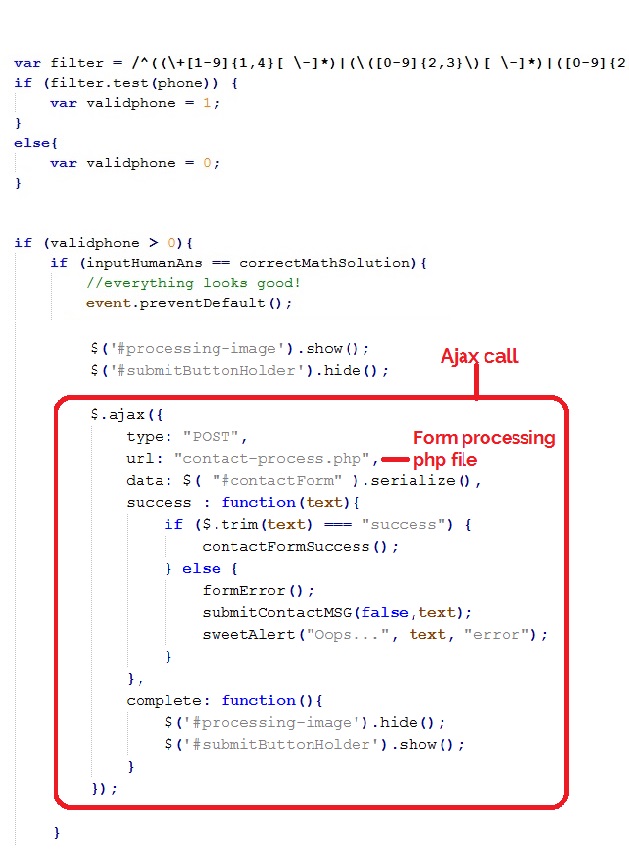 var filter = /^((\+[1-9]{1,4}[ \-]*)|(\([0-9]{2,3}\)[ \-]*)|([0-9]{2
if (filter.test(phone)) {
    var validphone = 1;
}
else{
    var validphone = 0;
}
if (validphone > 0){
    if (inputHumanAns == correctMathSolution){
        //everything looks good!
        event.preventDefault();
        $('#processing-image').show();
        $('#submitButtonHolder').hide();
Ajax call
        $.ajax({
            type: "POST",
            url: "contact-process.php",
Form processing
php file
            data: $( "#contactForm" ).serialize(),
            success : function(text){
                if ($.trim(text) === "success") {
                    contactFormSuccess();
                } else {
                    formError();
                    submitContactMSG(false,text);
                    sweetAlert("Oops...", text, "error");
                }
            },
            complete: function(){
                $('#processing-image').hide();
                $('#submitButtonHolder').show();
            }
        });
    }